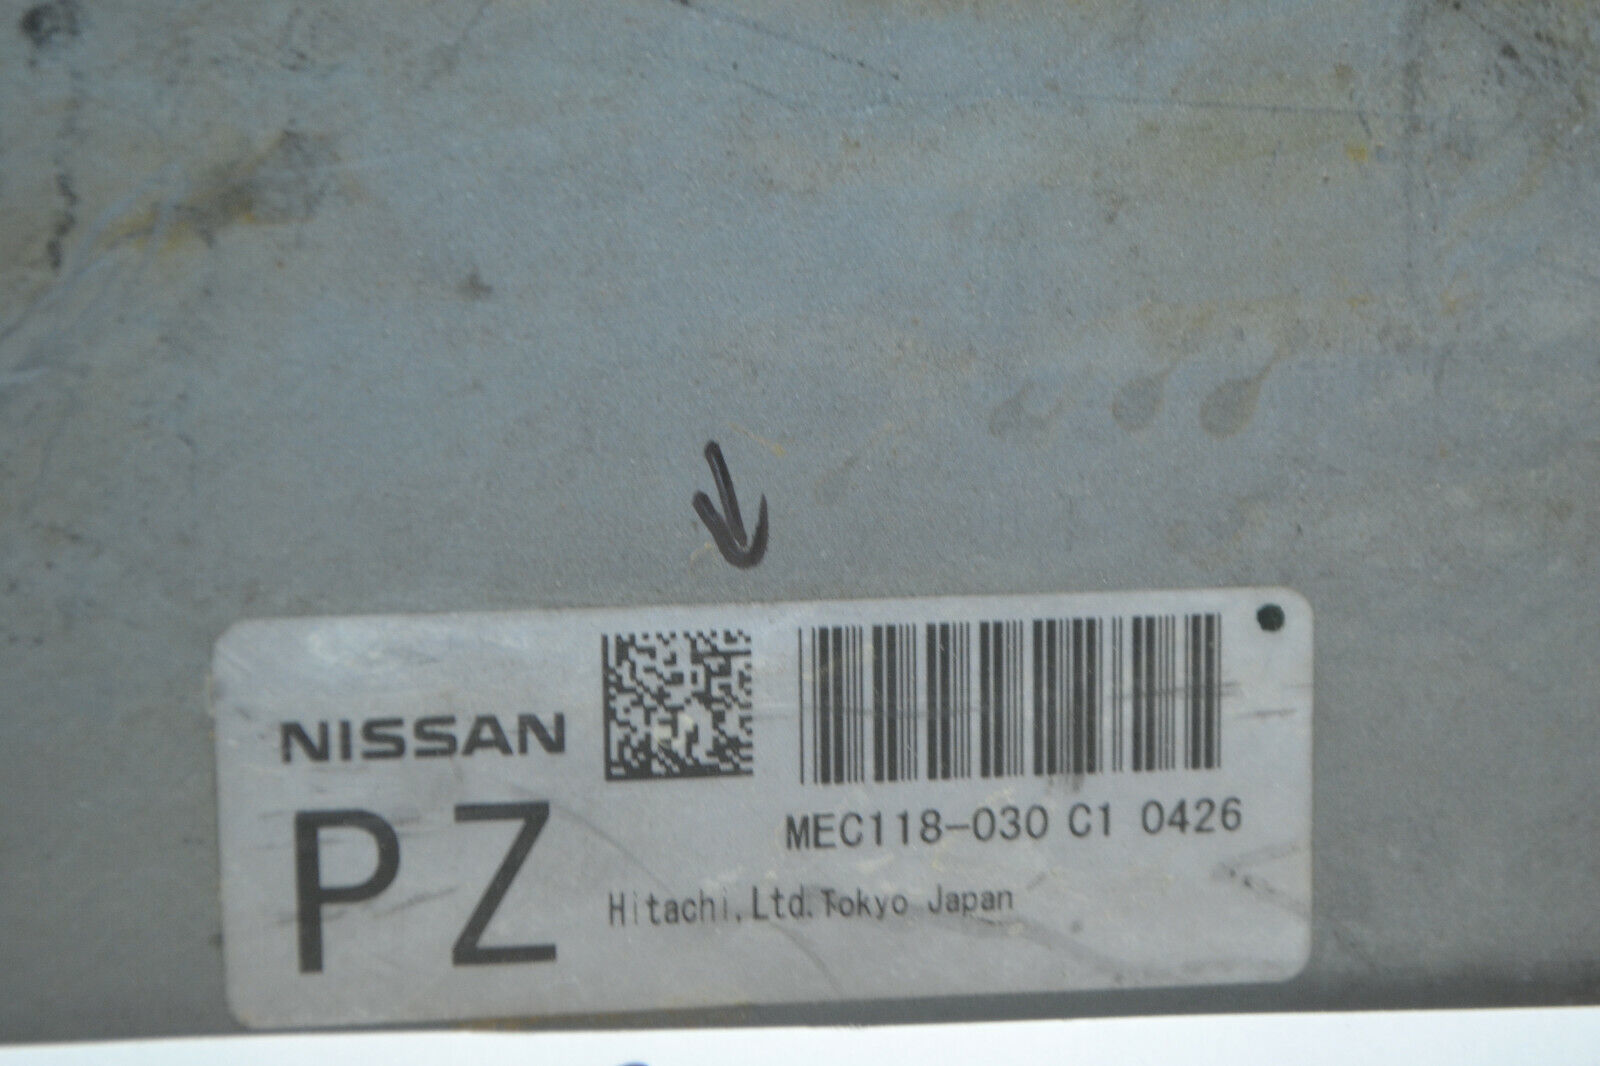 NISSAN
PZ
MEC118-030 C1 0426
Hitachi,Ltd.Tokyo Japan